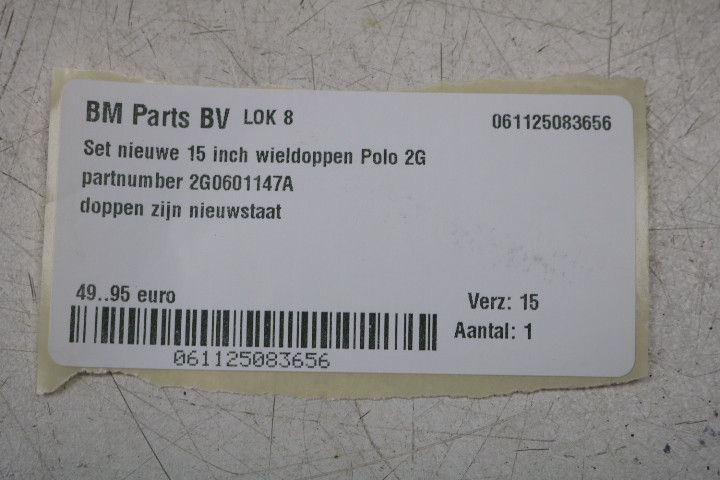 BM Parts BV LOK 8 061125083656
Set nieuwe 15 inch wieldoppen Polo 2G
partnumber 2G0601147A
doppen zijn nieuwstaat
49..95 euro Verz: 15
Aantal: 1
061125083656